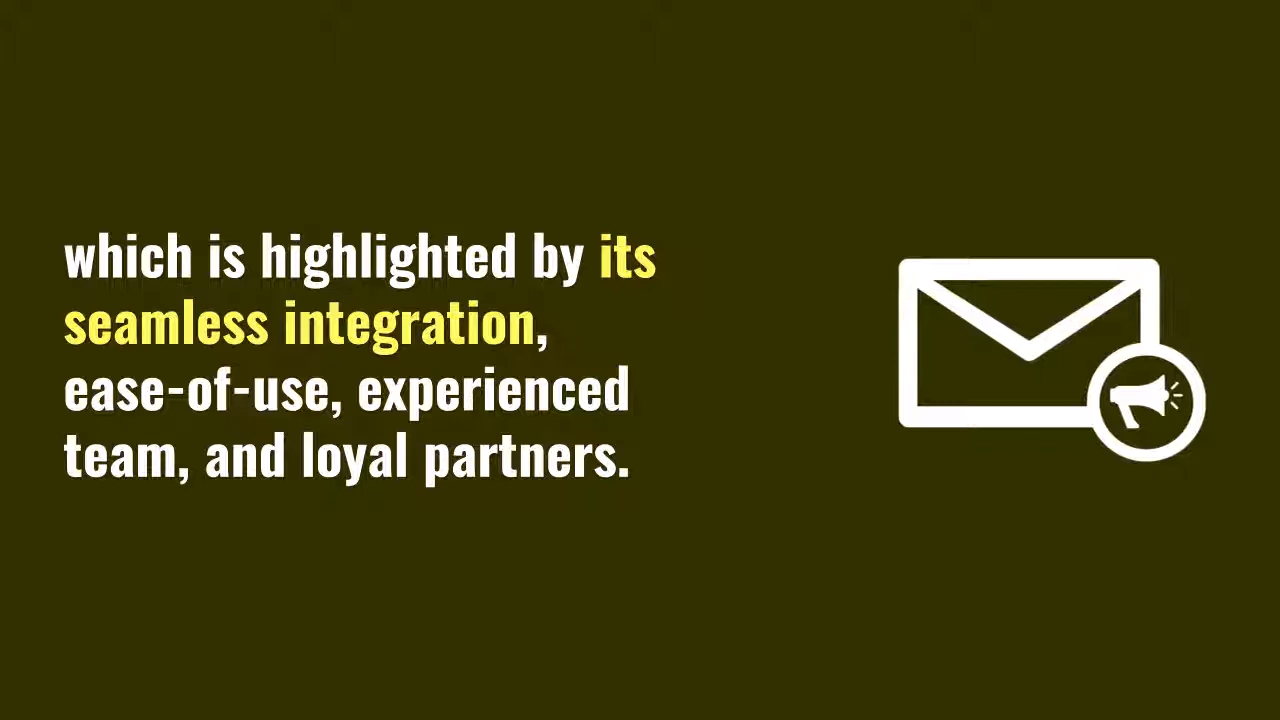 which is highlighted by its
seamless integration,
ease-of-use, experienced
team, and loyal partners.